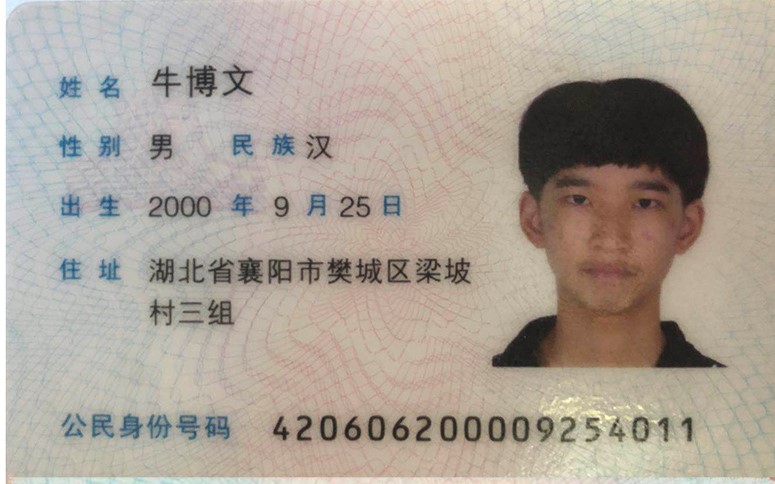 姓名 牛博文
性别 男 民族 汉
出生 2000 年 9 月 25 日
住址 湖北省襄阳市樊城区梁坡
村三组
公民身份号码 420606200009254011